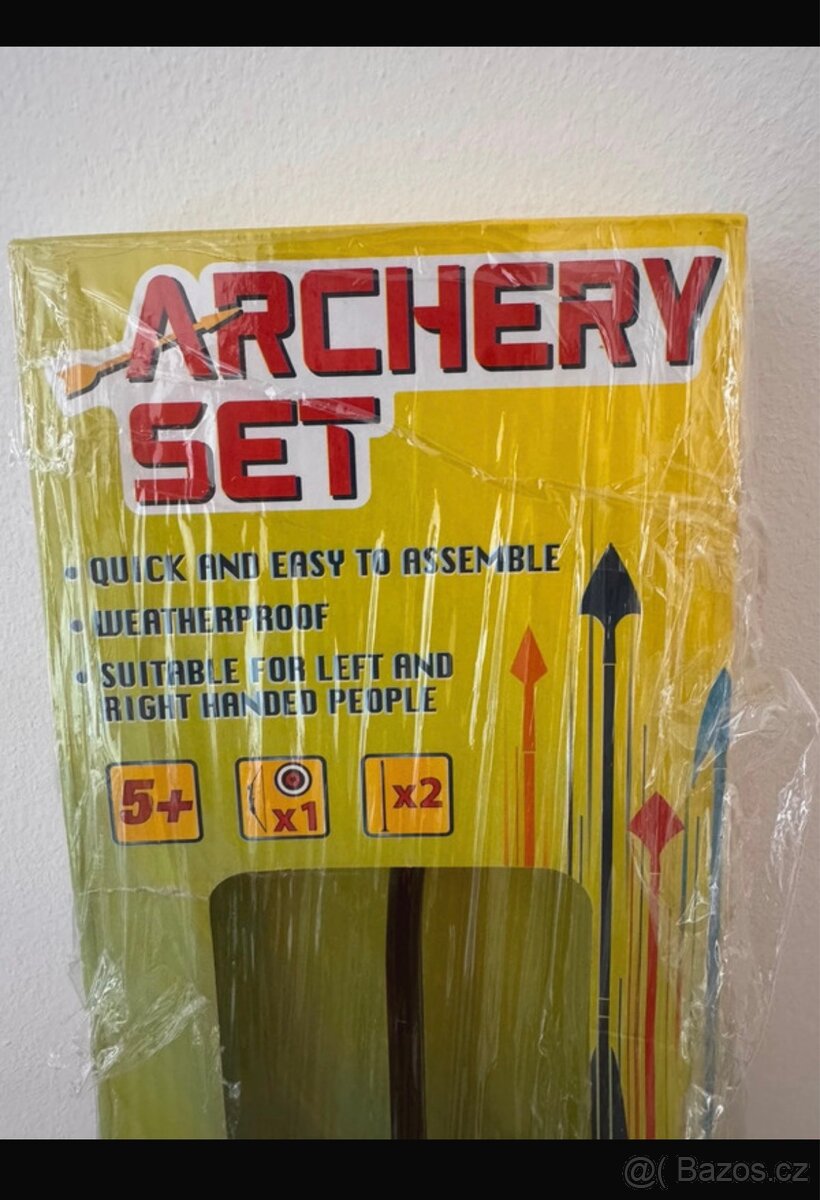 ARCHERY
SET
• QUICK AND EASY TO ASSEMBLE
• WEATHERPROOF
• SUITABLE FOR LEFT AND
RIGHT HANDED PEOPLE
5+
x1
x2
@( Bazos.cz